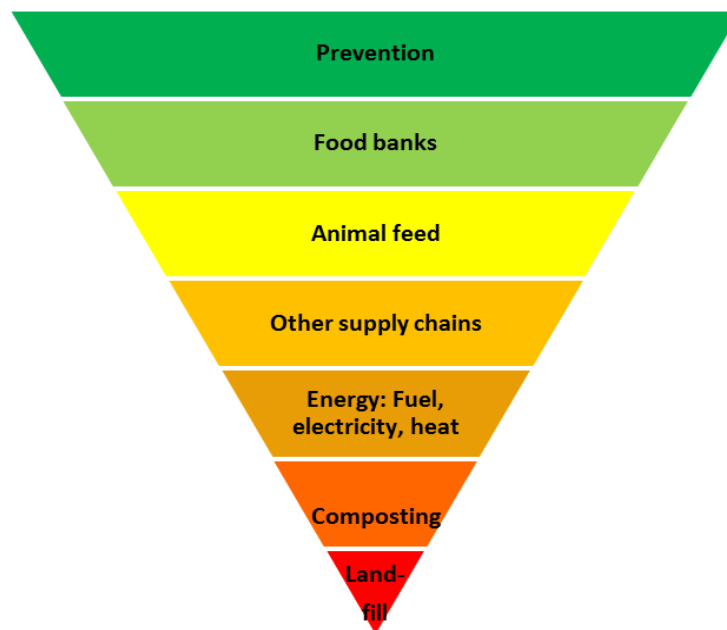 Prevention
Food banks
Animal feed
Other supply chains
Energy: Fuel,
electricity, heat
Composting
Land-
fill